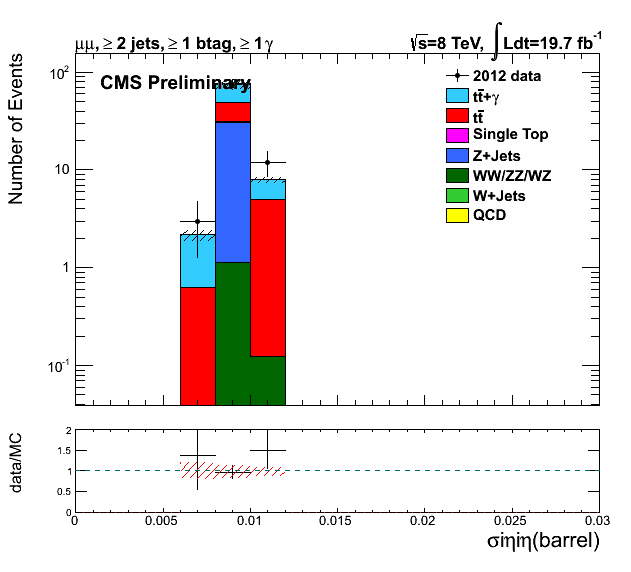 μμ, ≥ 2 jets, ≥ 1 btag, ≥ 1 γ
√s=8 TeV, ∫Ldt=19.7 fb⁻¹
CMS Preliminary
2012 data
tt̄+γ
tt̄
Single Top
Z+Jets
WW/ZZ/WZ
W+Jets
QCD
Number of Events
10²
10
1
10⁻¹
data/MC
2
1.5
1
0.5
0
0 0.005 0.01 0.015 0.02 0.025 0.03
σiηiη(barrel)